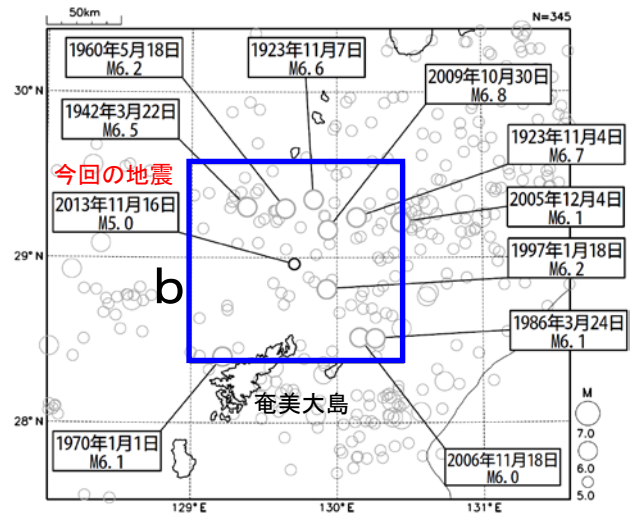 50km
N=345
1960年5月18日
M6.2
1923年11月7日
M6.6
2009年10月30日
M6.8
30°N
1942年3月22日
M6.5
1923年11月4日
M6.7
今回の地震
2013年11月16日
M5.0
2005年12月4日
M6.1
29°N
1997年1月18日
M6.2
b
1986年3月24日
M6.1
奄美大島
28°N
M
7.0
6.0
5.0
1970年1月1日
M6.1
2006年11月18日
M6.0
129°E
130°E
131°E